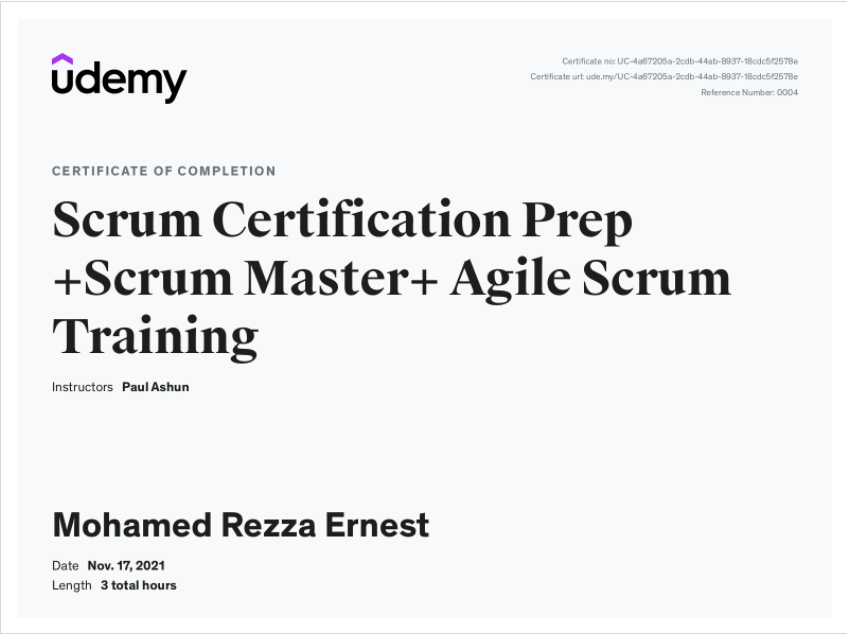 udemy
Certificate no: UC-4a67205a-2cdb-44ab-8937-18cdc5f2578e
Certificate url: ude.my/UC-4a67205a-2cdb-44ab-8937-18cdc5f2578e
Reference Number: 0004
CERTIFICATE OF COMPLETION
Scrum Certification Prep
+Scrum Master+ Agile Scrum
Training
Instructors Paul Ashun
Mohamed Rezza Ernest
Date Nov. 17, 2021
Length 3 total hours